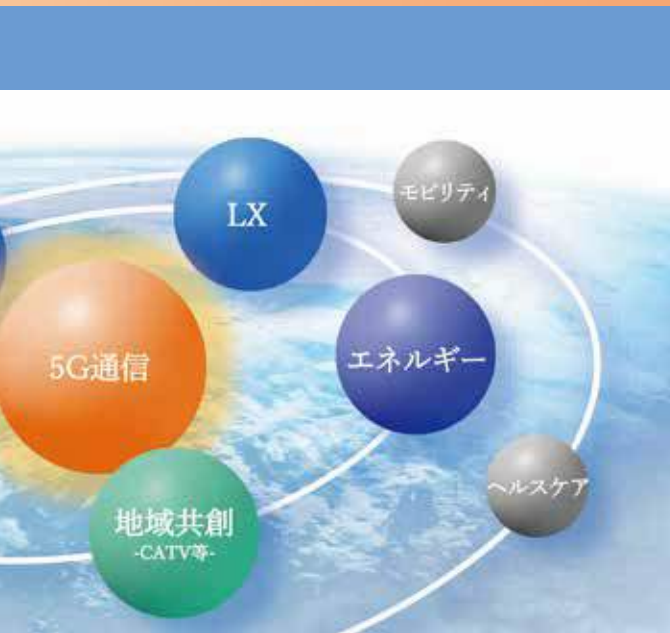 モビリティ
LX
エネルギー
5G通信
ヘルスケア
地域共創
-CATV等-